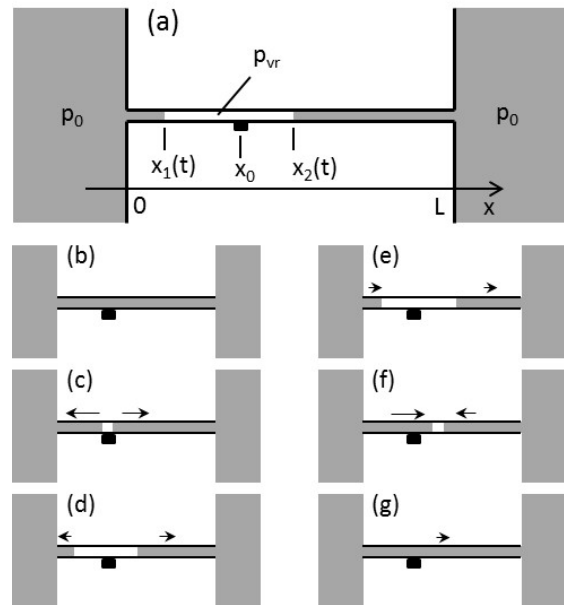 (a)
p_vr
p_0
p_0
x_1(t)
x_0
x_2(t)
0
L
x
(b)
(e)
(c)
(f)
(d)
(g)